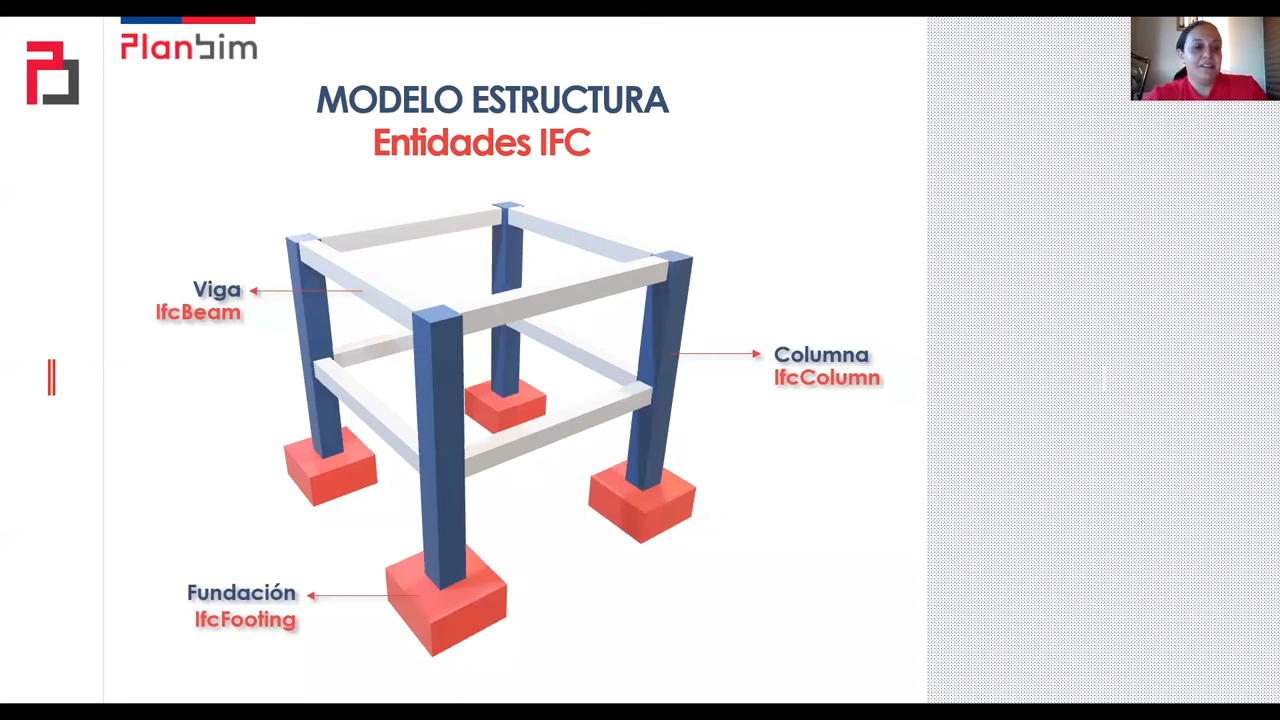 PlanBim
MODELO ESTRUCTURA
Entidades IFC
Viga
IfcBeam
Columna
IfcColumn
Fundación
IfcFooting